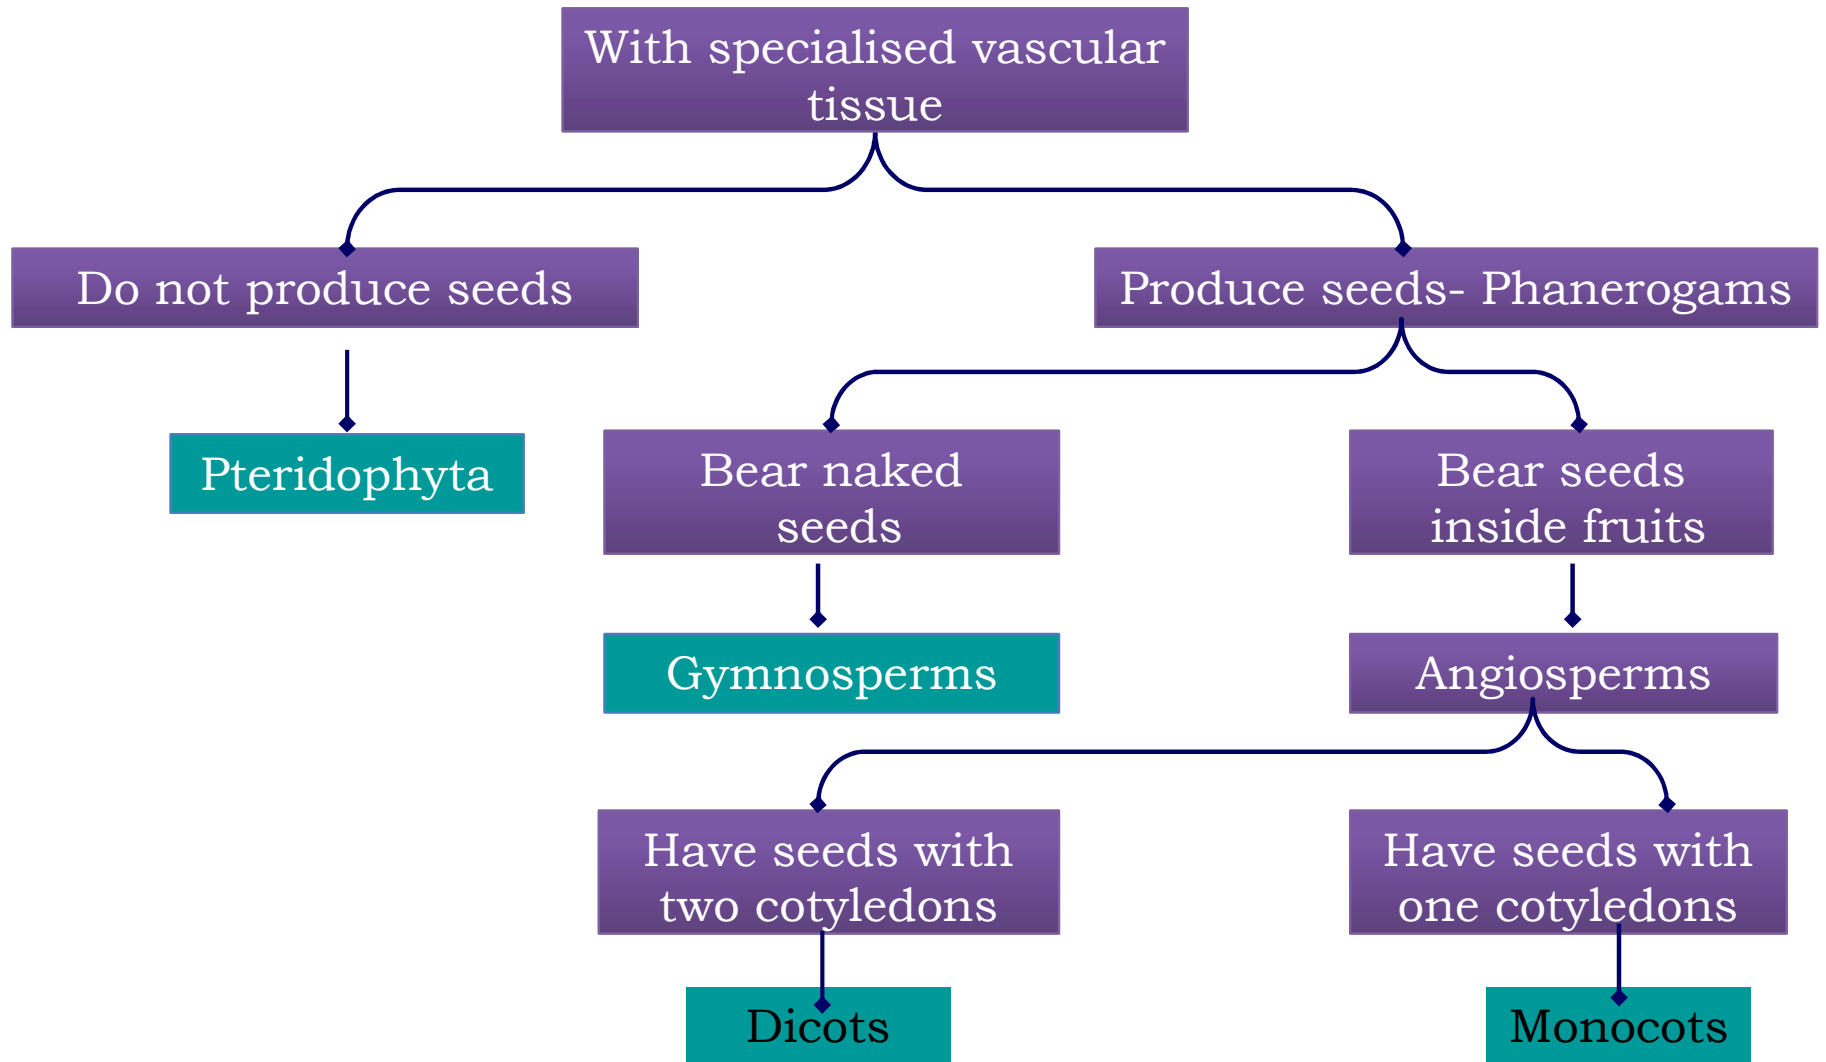 With specialised vascular
tissue
Do not produce seeds
Produce seeds- Phanerogams
Pteridophyta
Bear naked
seeds
Bear seeds
inside fruits
Gymnosperms
Angiosperms
Have seeds with
two cotyledons
Have seeds with
one cotyledons
Dicots
Monocots